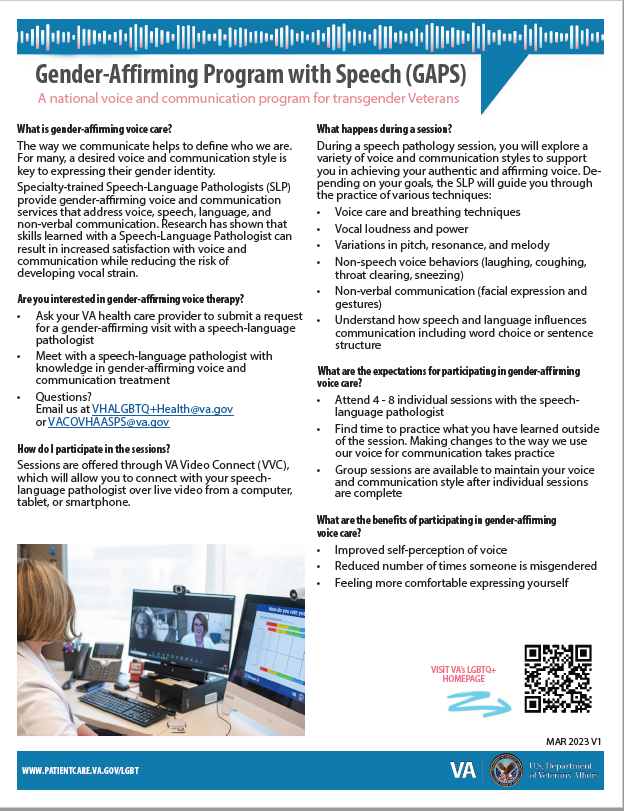 Gender-Affirming Program with Speech (GAPS)
A national voice and communication program for transgender Veterans
What is gender-affirming voice care?
The way we communicate helps to define who we are.
For many, a desired voice and communication style is
key to expressing their gender identity.
Specialty-trained Speech-Language Pathologists (SLP)
provide gender-affirming voice and communication
services that address voice, speech, language, and
non-verbal communication. Research has shown that
skills learned with a Speech-Language Pathologist can
result in increased satisfaction with voice and
communication while reducing the risk of
developing vocal strain.
Are you interested in gender-affirming voice therapy?
• Ask your VA health care provider to submit a request
for a gender-affirming visit with a speech-language
pathologist
• Meet with a speech-language pathologist with
knowledge in gender-affirming voice and
communication treatment
• Questions?
Email us at VHALGBTQ+Health@va.gov
or VACOVHAASPS@va.gov
How do I participate in the sessions?
Sessions are offered through VA Video Connect (VVC),
which will allow you to connect with your speech-
language pathologist over live video from a computer,
tablet, or smartphone.
What happens during a session?
During a speech pathology session, you will explore a
variety of voice and communication styles to support
you in achieving your authentic and affirming voice. De-
pending on your goals, the SLP will guide you through
the practice of various techniques:
• Voice care and breathing techniques
• Vocal loudness and power
• Variations in pitch, resonance, and melody
• Non-speech voice behaviors (laughing, coughing,
throat clearing, sneezing)
• Non-verbal communication (facial expression and
gestures)
• Understand how speech and language influences
communication including word choice or sentence
structure
What are the expectations for participating in gender-affirming
voice care?
• Attend 4 - 8 individual sessions with the speech-
language pathologist
• Find time to practice what you have learned outside
of the session. Making changes to the way we use
our voice for communication takes practice
• Group sessions are available to maintain your voice
and communication style after individual sessions
are complete
What are the benefits of participating in gender-affirming
voice care?
• Improved self-perception of voice
• Reduced number of times someone is misgendered
• Feeling more comfortable expressing yourself
VISIT VA's LGBTQ+
HOMEPAGE
MAR 2023 V1
WWW.PATIENTCARE.VA.GOV/LGBT
VA
U.S. Department
of Veterans Affairs